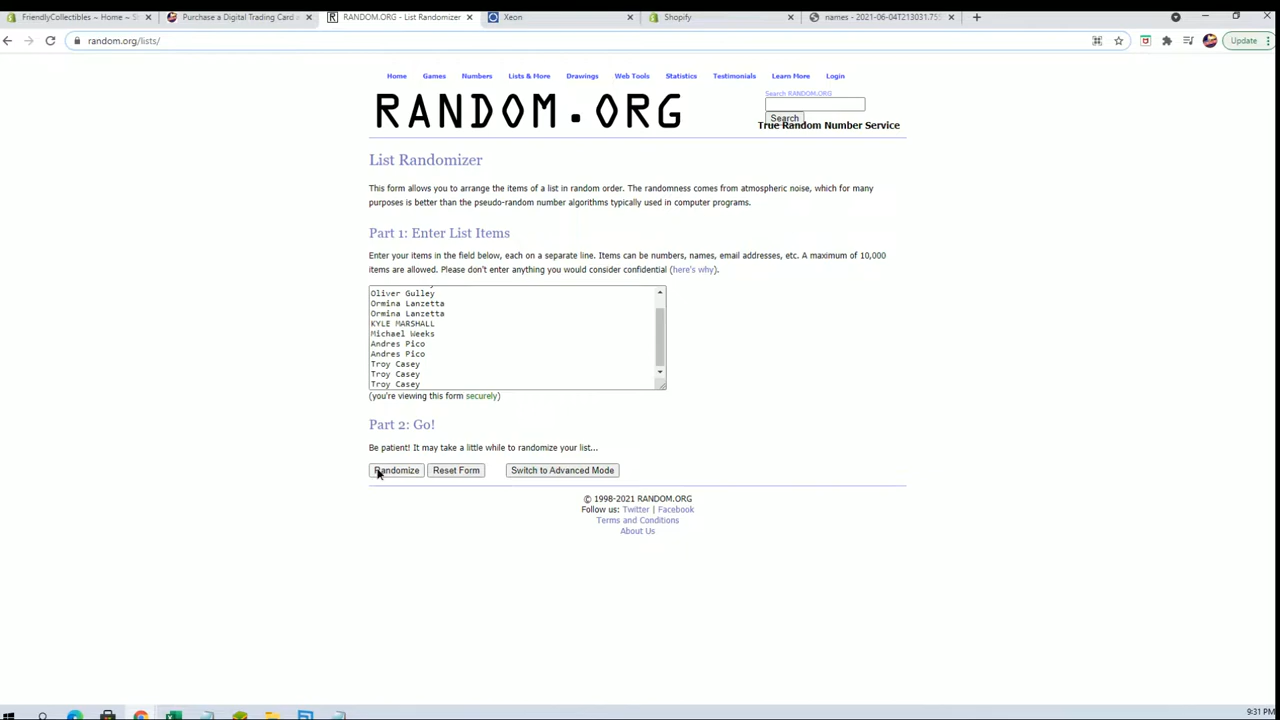 FriendlyCollectibles ~ Home ~ S
Purchase a Digital Trading Card
RANDOM.ORG - List Randomizer
Xeon
Shopify
names - 2021-06-04T213031.75
random.org/lists/
Update
Home Games Numbers Lists & More Drawings Web Tools Statistics Testimonials Learn More Login
Search RANDOM.ORG
RANDOM.ORG
Search
True Random Number Service
List Randomizer
This form allows you to arrange the items of a list in random order. The randomness comes from atmospheric noise, which for many
purposes is better than the pseudo-random number algorithms typically used in computer programs.
Part 1: Enter List Items
Enter your items in the field below, each on a separate line. Items can be numbers, names, email addresses, etc. A maximum of 10,000
items are allowed. Please don't enter anything you would consider confidential (here's why).
Oliver Gulley
Ormina Lanzetta
Ormina Lanzetta
KYLE MARSHALL
Michael Weeks
Andres Pico
Andres Pico
Troy Casey
Troy Casey
Troy Casey
(you're viewing this form securely)
Part 2: Go!
Be patient! It may take a little while to randomize your list...
Randomize Reset Form Switch to Advanced Mode
© 1998-2021 RANDOM.ORG
Follow us: Twitter | Facebook
Terms and Conditions
About Us
9:31 PM